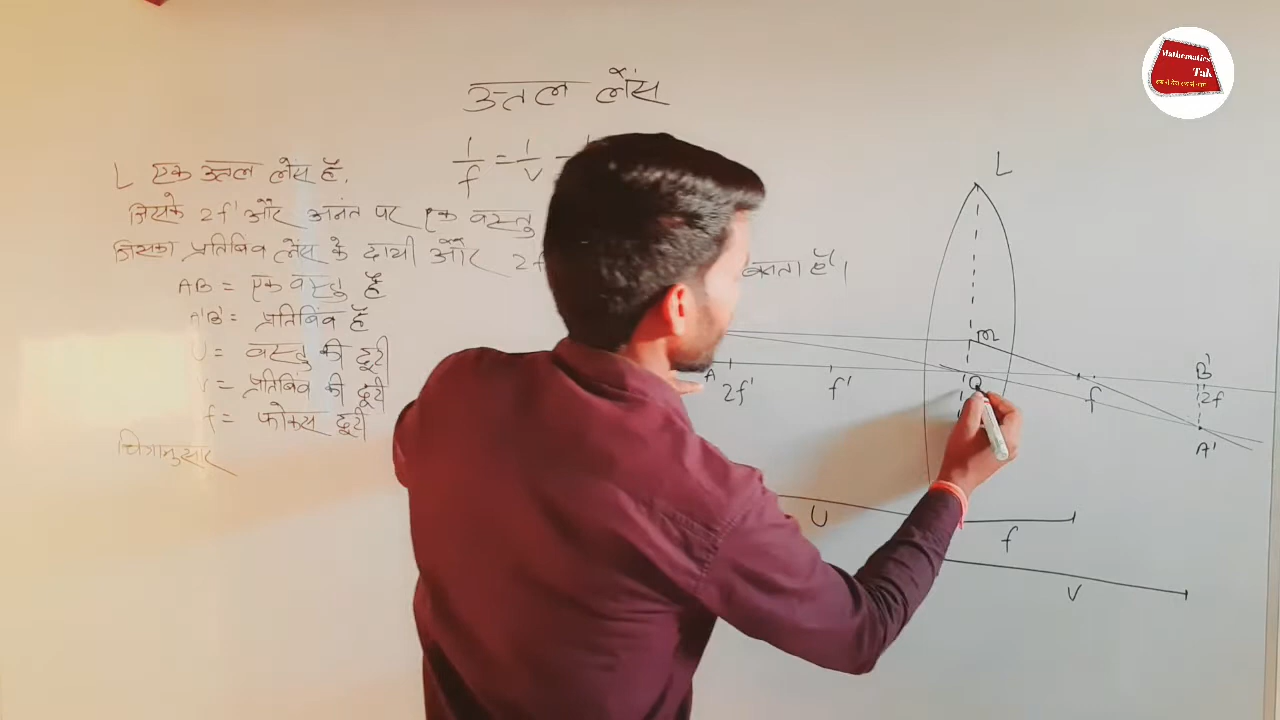 उत्तल लेंस
1/f = 1/v -
L एक उत्तल लेंस है.
जिसके 2f' और अनंत पर एक वस्तु
जिसका प्रतिबिंब लेंस के दायी और 2f
बनता है।
AB = एक वस्तु है
A'B' = प्रतिबिंब है
U = वस्तु की दूरी
v = प्रतिबिंब की दूरी
f = फोकस दूरी
चित्रानुसार
L
m
A
2f'
f'
O
f
B'
2f
A'
U
f
v
Mathematics
Tak